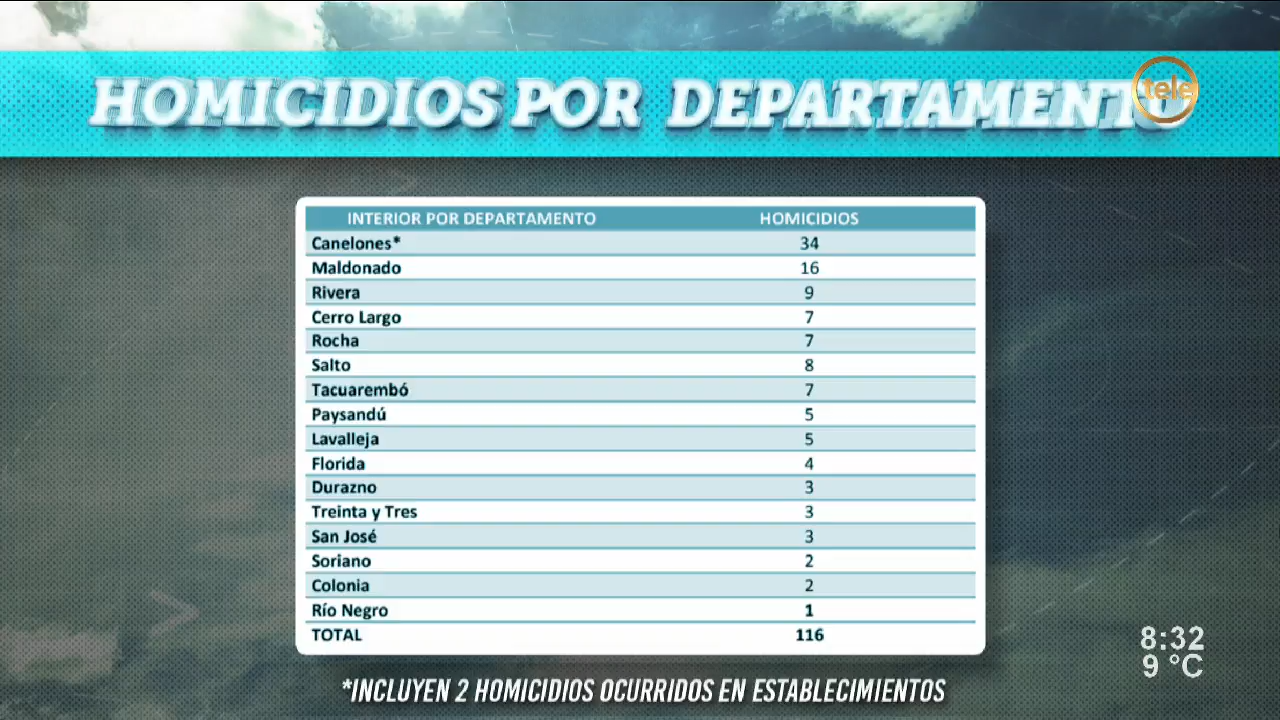 HOMICIDIOS POR DEPARTAMENTO
tele
INTERIOR POR DEPARTAMENTO HOMICIDIOS
Canelones* 34
Maldonado 16
Rivera 9
Cerro Largo 7
Rocha 7
Salto 8
Tacuarembó 7
Paysandú 5
Lavalleja 5
Florida 4
Durazno 3
Treinta y Tres 3
San José 3
Soriano 2
Colonia 2
Río Negro 1
TOTAL 116
8:32
9 °C
*INCLUYEN 2 HOMICIDIOS OCURRIDOS EN ESTABLECIMIENTOS